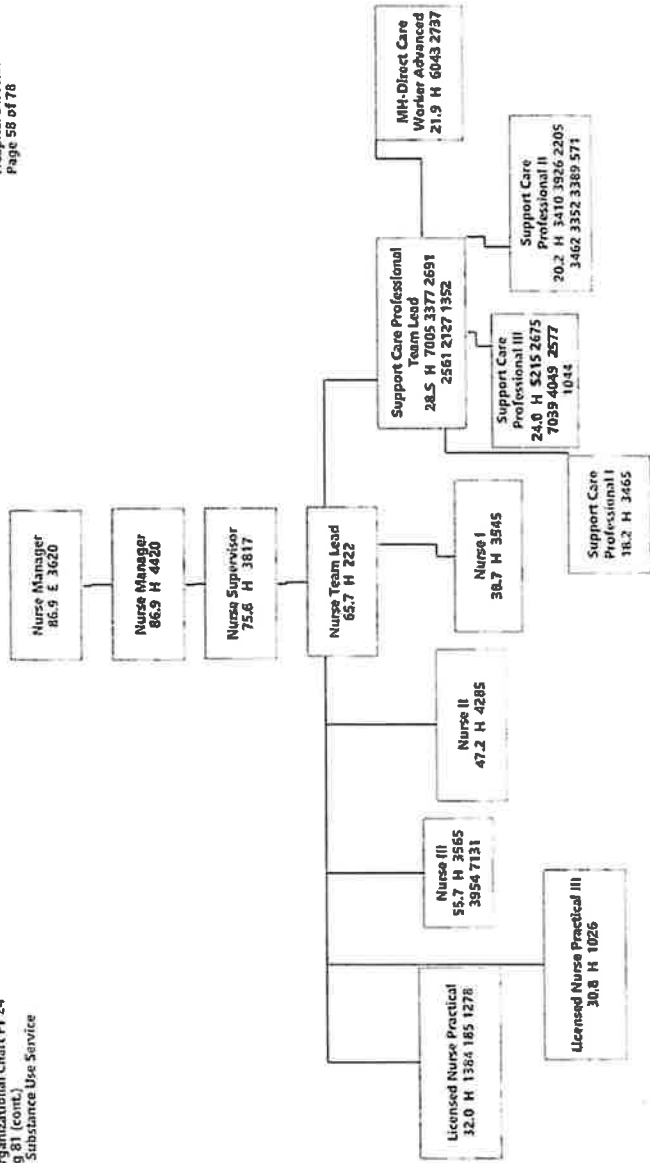 Organizational Chart FY 24
g 81 (cont.)
Substance Use Service
Page 58 of 78
Nurse Manager
86.9 E 3620
Nurse Manager
86.9 H 4420
Nurse Supervisor
75.6 H 3817
Nurse Team Lead
65.7 H 222
Licensed Nurse Practical
32.0 H 1384 185 1278
Licensed Nurse Practical III
30.8 H 1026
Nurse III
55.7 H 3565
3954 7131
Nurse II
47.2 H 4285
Nurse I
38.7 H 3545
Support Care Professional
Team Lead
28.5 H 7005 3377 2691
2561 2127 1352
Support Care
Professional I
18.2 H 3465
Support Care
Professional III
24.0 H 5215 2675
7039 4049 2577
1044
Support Care
Professional II
20.2 H 3410 3926 2205
3462 3352 3389 571
MH-Direct Care
Worker Advanced
21.9 H 6043 2737